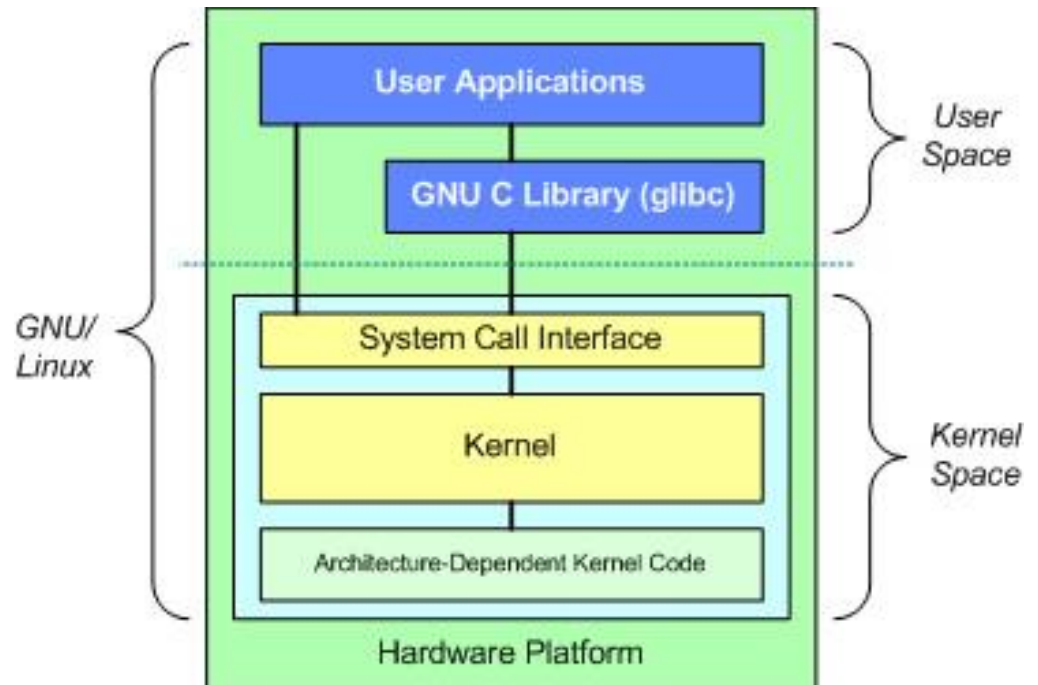 User Applications
User
Space
GNU C Library (glibc)
GNU/
Linux
System Call Interface
Kernel
Kernel
Space
Architecture-Dependent Kernel Code
Hardware Platform